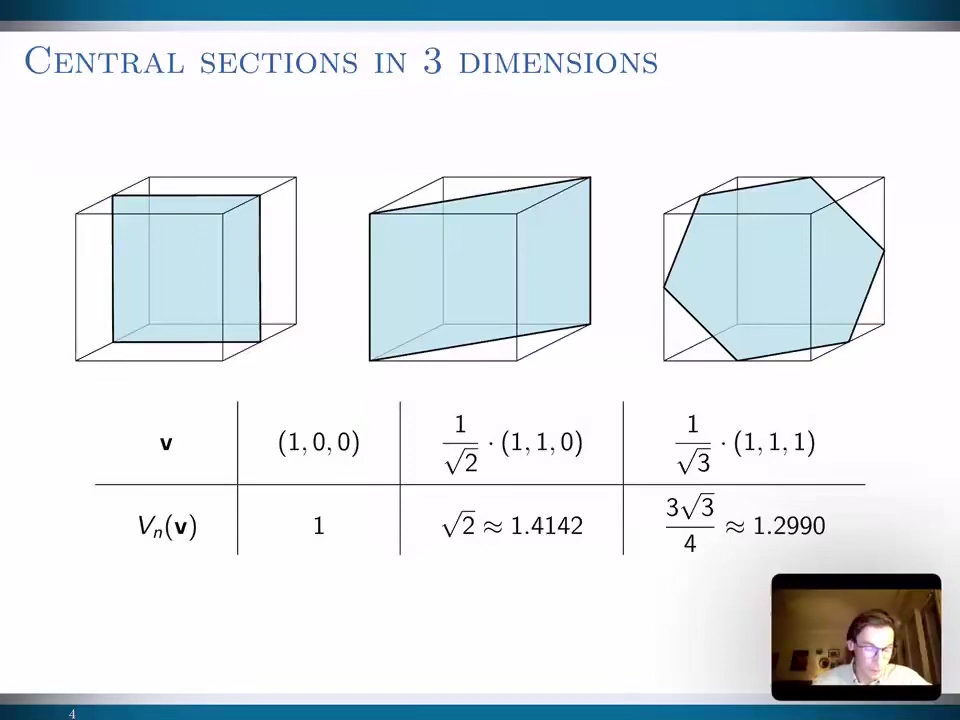 CENTRAL SECTIONS IN 3 DIMENSIONS
v (1, 0, 0) 1/√2 · (1, 1, 0) 1/√3 · (1, 1, 1)
Vₙ(v) 1 √2 ≈ 1.4142 3√3/4 ≈ 1.2990
4